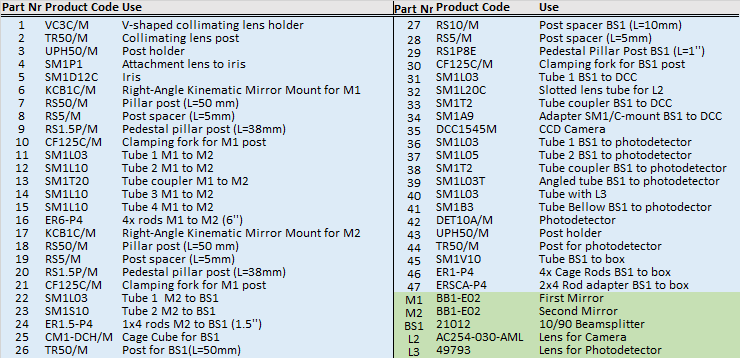 Part Nr Product Code Use
1 VC3C/M V-shaped collimating lens holder
2 TR50/M Collimating lens post
3 UPH50/M Post holder
4 SM1P1 Attachment lens to iris
5 SM1D12C Iris
6 KCB1C/M Right-Angle Kinematic Mirror Mount for M1
7 RS50/M Pillar post (L=50 mm)
8 RS5/M Post spacer (L=5mm)
9 RS1.5P/M Pedestal pillar post (L=38mm)
10 CF125C/M Clamping fork for M1 post
11 SM1L03 Tube 1 M1 to M2
12 SM1L10 Tube 2 M1 to M2
13 SM1T20 Tube coupler M1 to M2
14 SM1L10 Tube 3 M1 to M2
15 SM1L10 Tube 4 M1 to M2
16 ER6-P4 4x rods M1 to M2 (6")
17 KCB1C/M Right-Angle Kinematic Mirror Mount for M2
18 RS50/M Pillar post (L=50 mm)
19 RS5/M Post spacer (L=5mm)
20 RS1.5P/M Pedestal pillar post (L=38mm)
21 CF125C/M Clamping fork for M1 post
22 SM1L03 Tube 1 M2 to BS1
23 SM1S10 Tube 2 M2 to BS1
24 ER1.5-P4 1x4 rods M2 to BS1 (1.5")
25 CM1-DCH/M Cage Cube for BS1
26 TR50/M Post for BS1(L=50mm)
Part Nr Product Code Use
27 RS10/M Post spacer BS1 (L=10mm)
28 RS5/M Post spacer (L=5mm)
29 RS1P8E Pedestal Pillar Post BS1 (L=1")
30 CF125C/M Clamping fork for BS1 post
31 SM1L03 Tube 1 BS1 to DCC
32 SM1L20C Slotted lens tube for L2
33 SM1T2 Tube coupler BS1 to DCC
34 SM1A9 Adapter SM1/C-mount BS1 to DCC
35 DCC1545M CCD Camera
36 SM1L03 Tube 1 BS1 to photodetector
37 SM1L05 Tube 2 BS1 to photodetector
38 SM1T2 Tube coupler BS1 to photodetector
39 SM1L03T Angled tube BS1 to photodetector
40 SM1L03 Tube with L3
41 SM1B3 Tube Bellow BS1 to photodector
42 DET10A/M Photodetector
43 UPH50/M Post holder
44 TR50/M Post for photodetector
45 SM1V10 Tube BS1 to box
46 ER1-P4 4x Cage Rods BS1 to box
47 ERSCA-P4 2x4 Rod adapter BS1 to box
M1 BB1-E02 First Mirror
M2 BB1-E02 Second Mirror
BS1 21012 10/90 Beamsplitter
L2 AC254-030-AML Lens for Camera
L3 49793 Lens for Photodetector